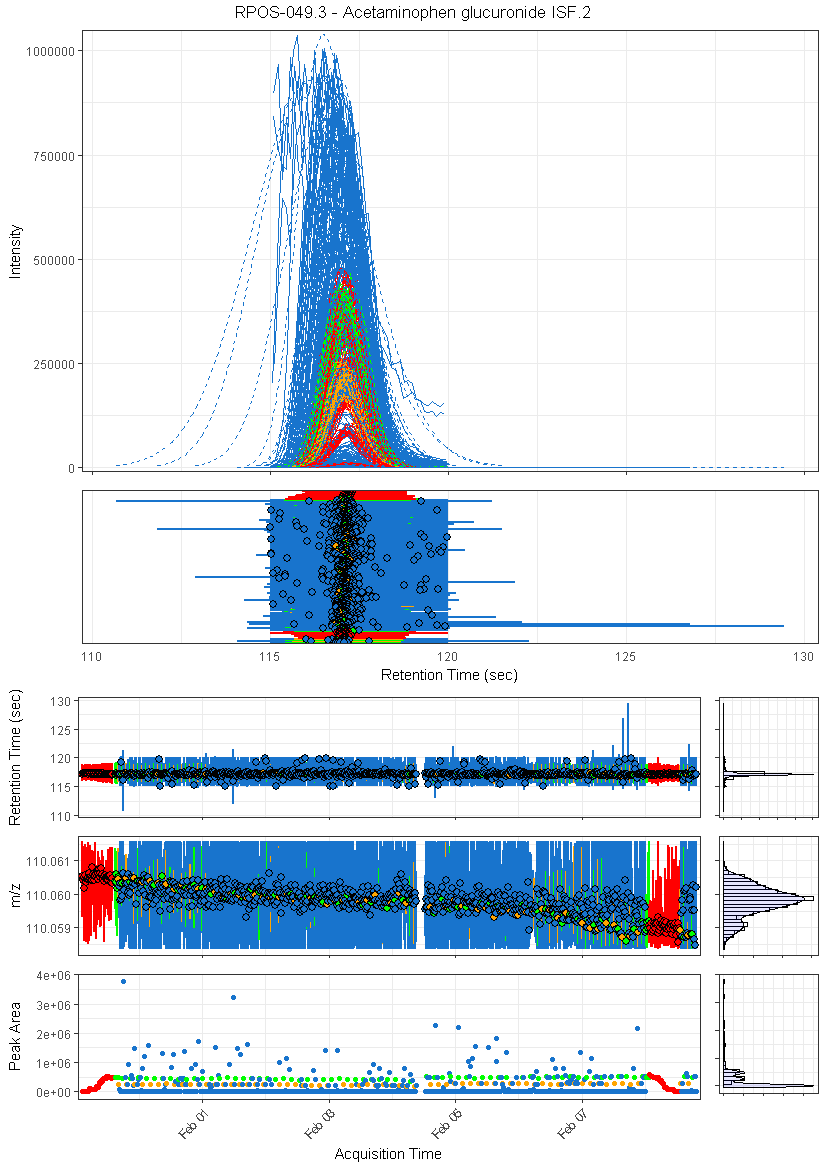 RPOS-049.3 - Acetaminophen glucuronide ISF.2
1000000
750000
500000
250000
0
Intensity
110
115
120
125
130
Retention Time (sec)
130
125
120
115
110
Retention Time (sec)
110.061
110.060
110.059
m/z
4e+06
3e+06
2e+06
1e+06
0e+00
Peak Area
Feb 01
Feb 03
Feb 05
Feb 07
Acquisition Time